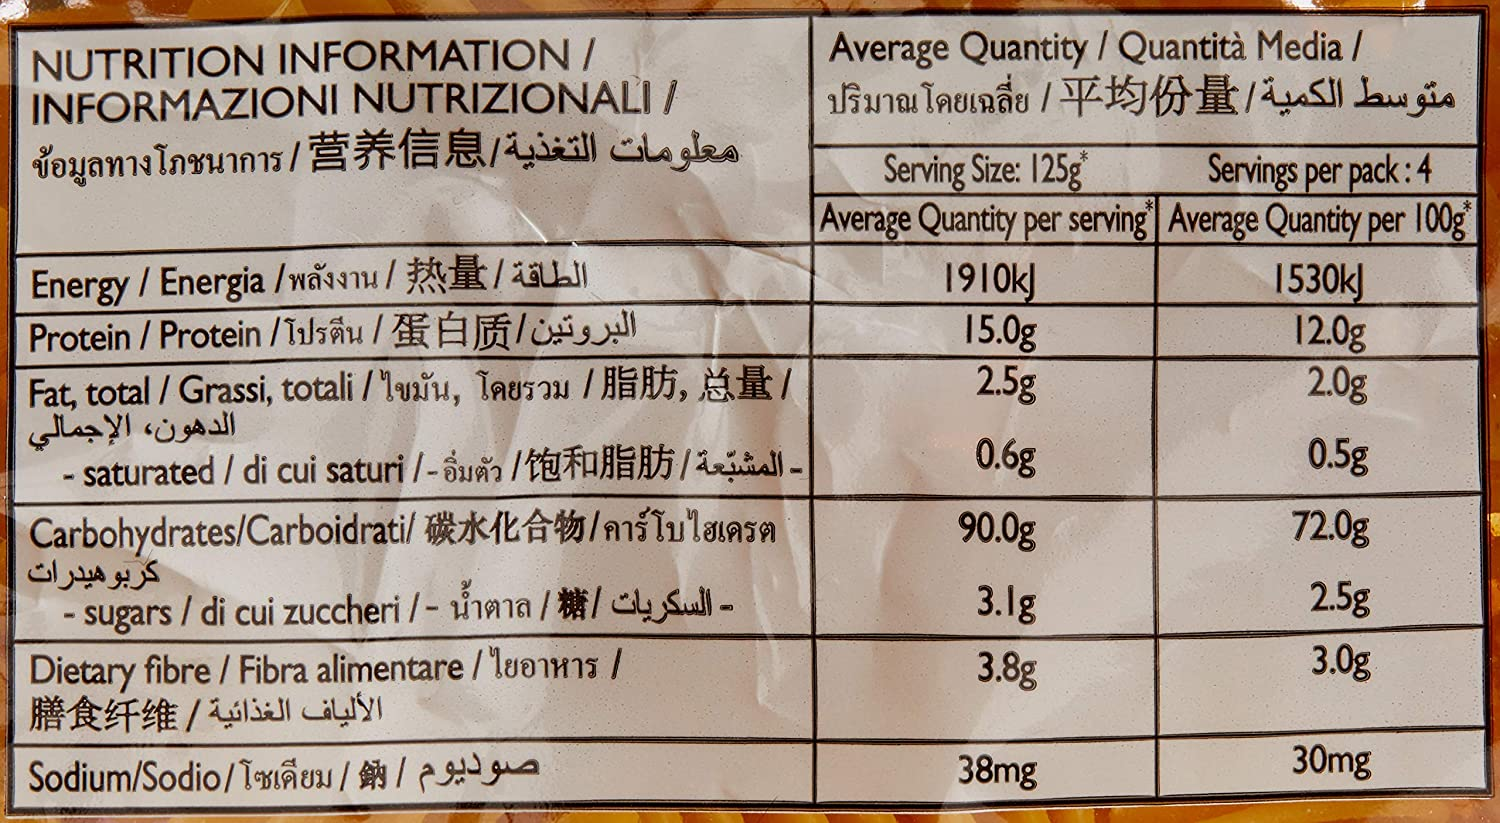 NUTRITION INFORMATION /
INFORMAZIONI NUTRIZIONALI /
ข้อมูลทางโภชนาการ / 营养信息/معلومات التغذية
Average Quantity / Quantità Media /
ปริมาณโดยเฉลี่ย / 平均份量/متوسط الكمية
Serving Size: 125g* Servings per pack : 4
Average Quantity per serving* Average Quantity per 100g*
Energy / Energia /พลังงาน / 热量/ الطاقة 1910kJ 1530kJ
Protein / Protein /โปรตีน / 蛋白质/البروتين 15.0g 12.0g
Fat, total / Grassi, totali / ไขมัน, โดยรวม / 脂肪, 总量 / 2.5g 2.0g
الدهون، الإجمالي
- saturated / di cui saturi /- อิ่มตัว /饱和脂肪/المشبّعة - 0.6g 0.5g
Carbohydrates/Carboidrati/ 碳水化合物/คาร์โบไฮเดรต 90.0g 72.0g
كربوهيدرات
- sugars / di cui zuccheri /- น้ำตาล / 糖/ السكريات - 3.1g 2.5g
Dietary fibre / Fibra alimentare / ไยอาหาร / 3.8g 3.0g
膳食纤维 / الألياف الغذائية
Sodium/Sodio/โซเดียม / 鈉 / صوديوم 38mg 30mg